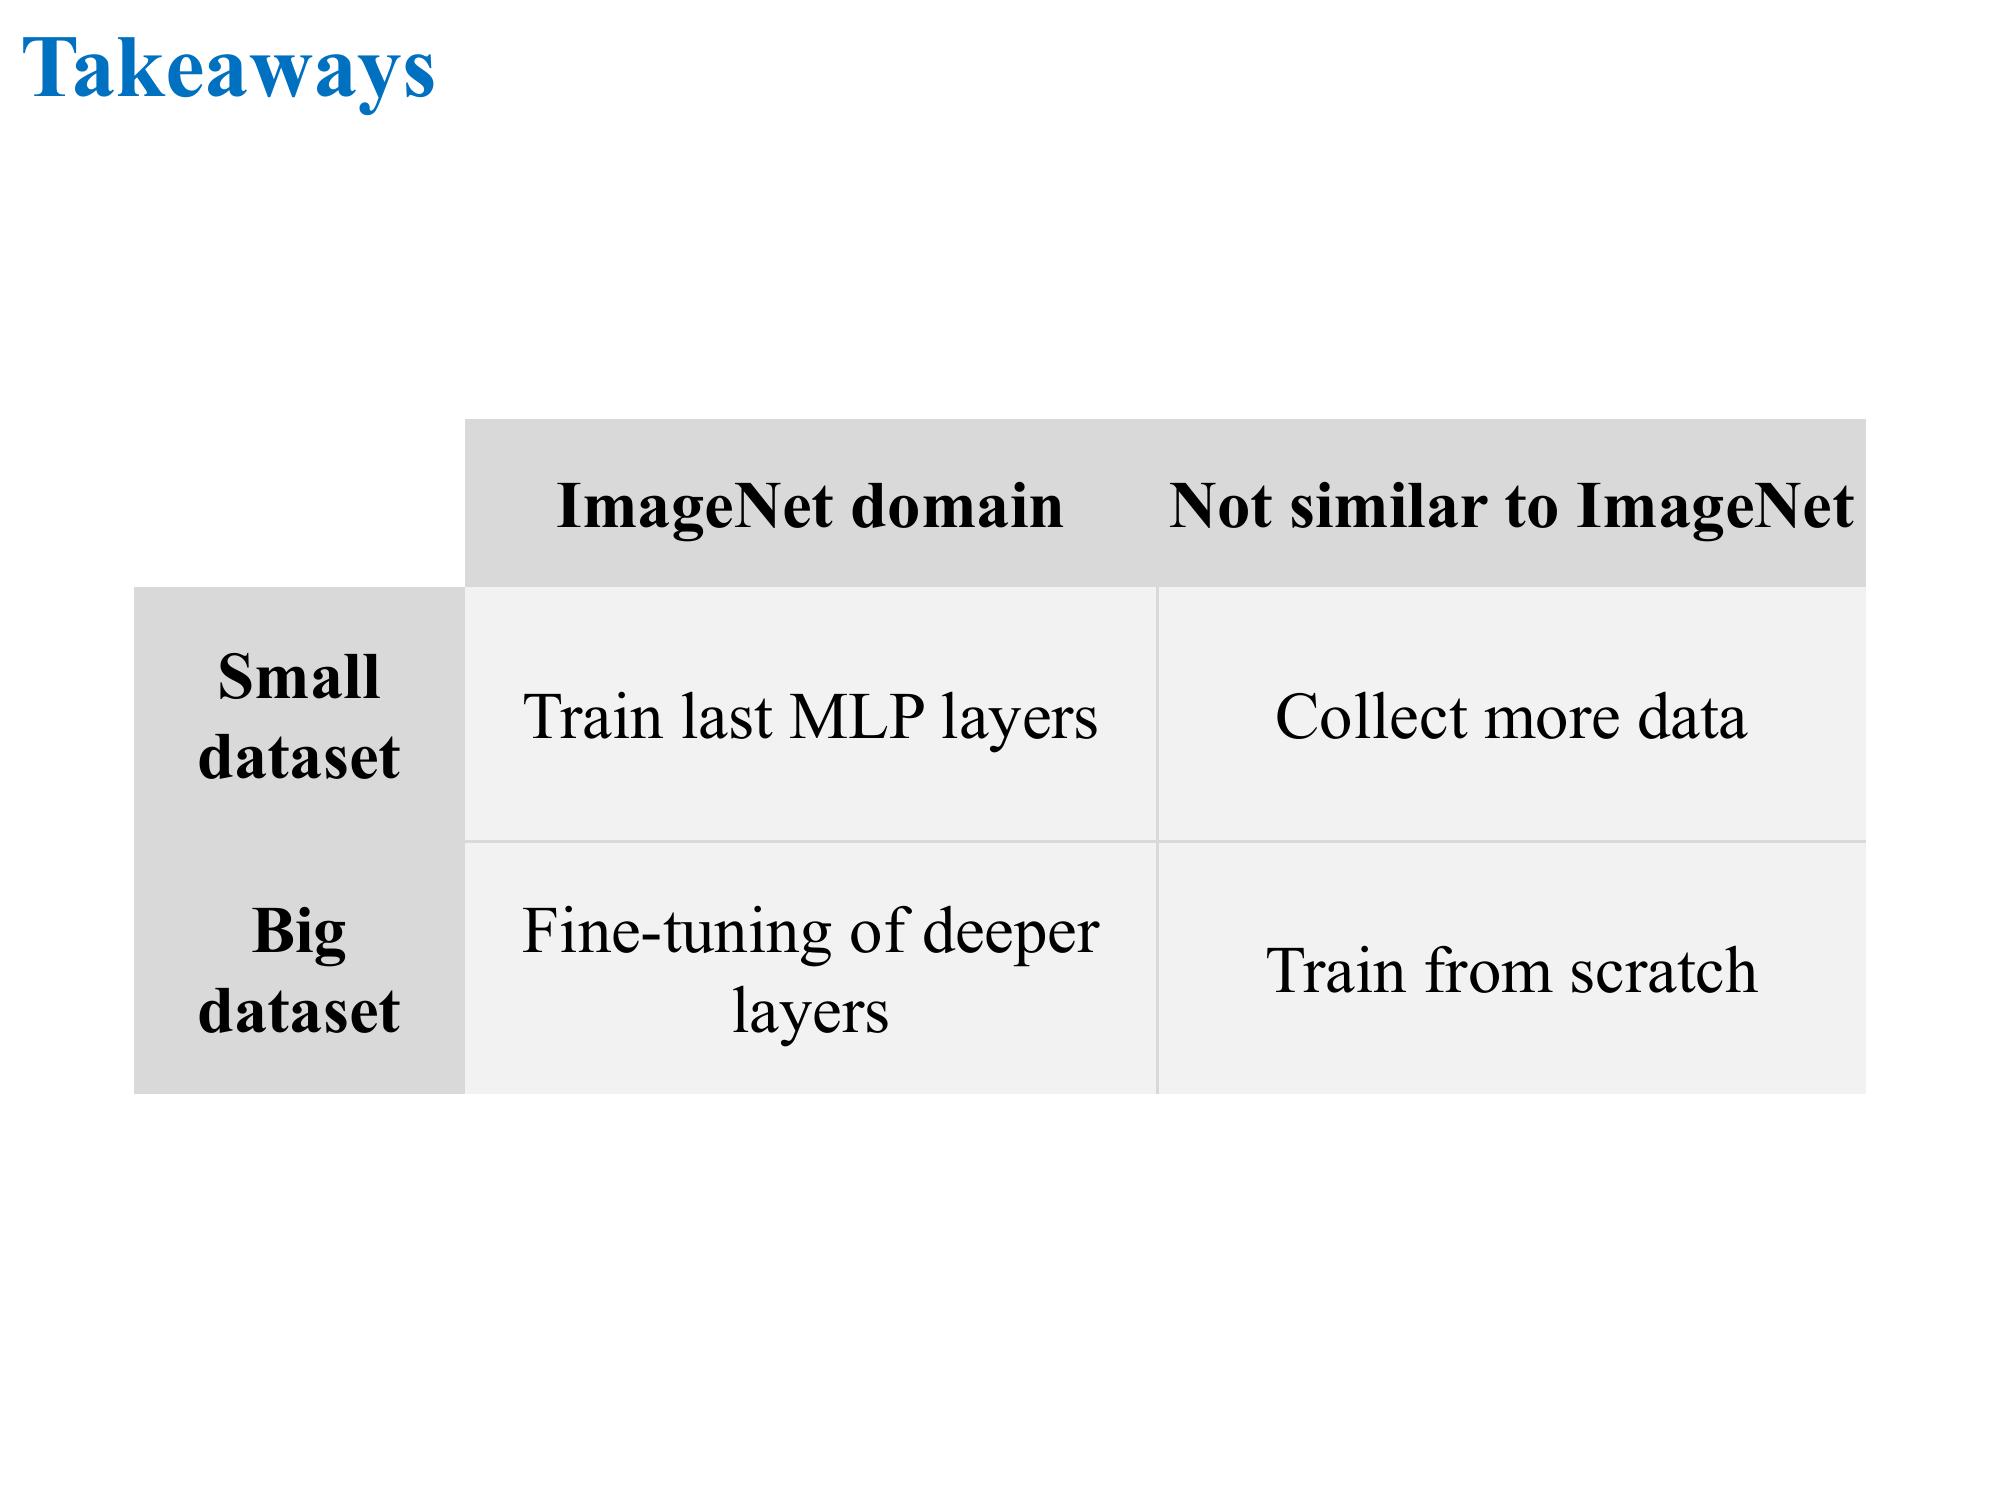 Takeaways
ImageNet domain
Not similar to ImageNet
Small
dataset
Train last MLP layers
Collect more data
Big
dataset
Fine-tuning of deeper
layers
Train from scratch